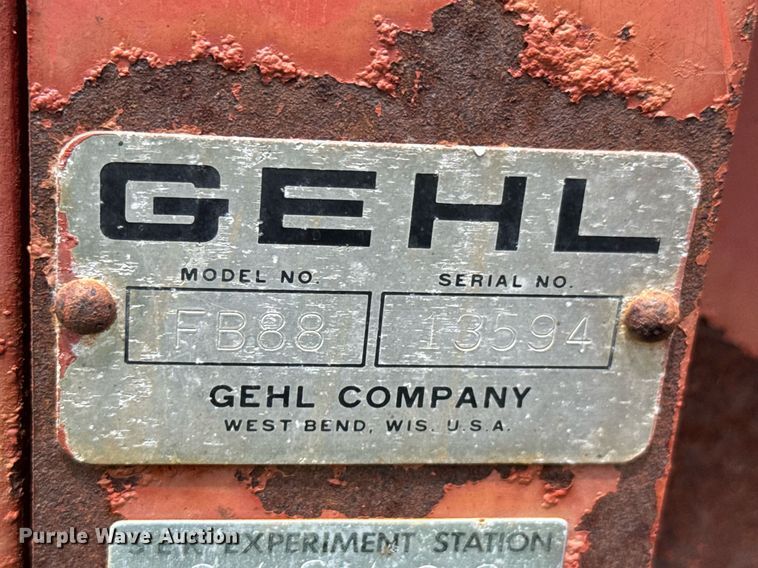 GEHL
MODEL NO. SERIAL NO.
FB88 13594
GEHL COMPANY
WEST BEND, WIS. U.S.A.
EXPERIMENT STATION
Purple Wave Auction